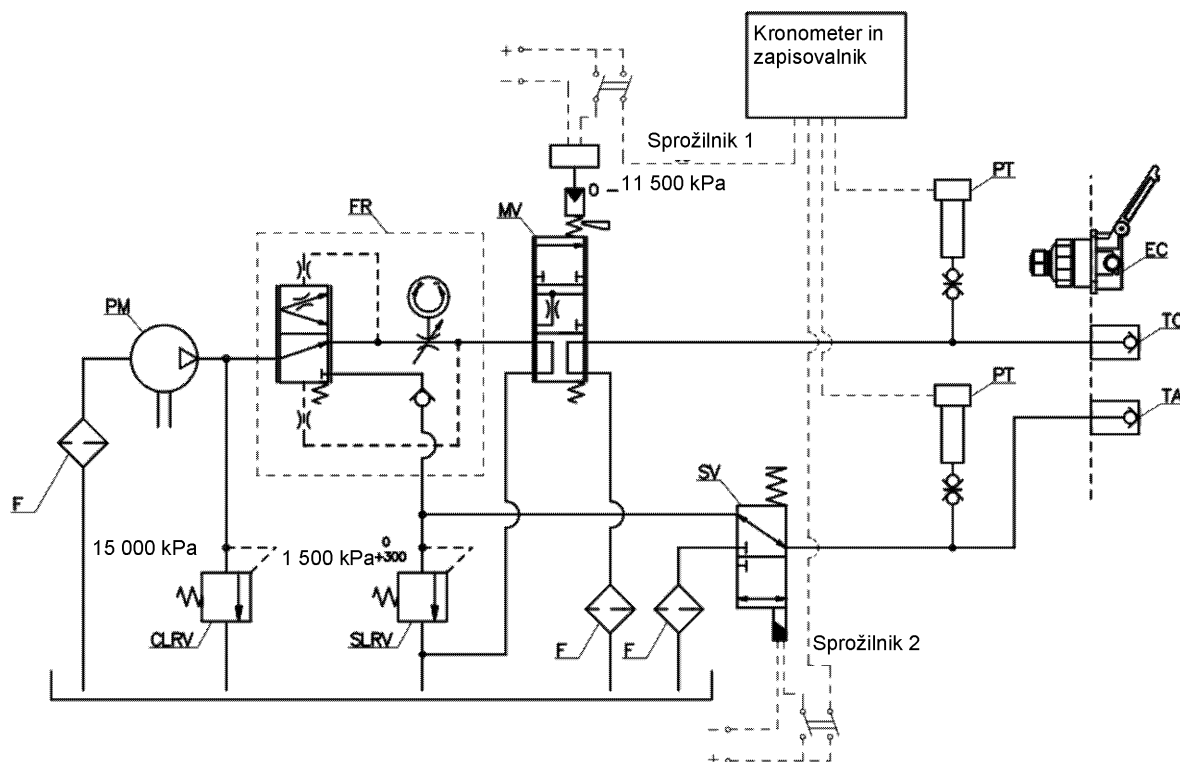 Kronometer in
zapisovalnik
+
–
Sprožilnik 1
0 – 11 500 kPa
PT
FR
MV
EC
PM
TC
PT
TA
F
SV
15 000 kPa
1 500 kPa 0 +300
CLRV
SLRV
F
F
Sprožilnik 2
–
+